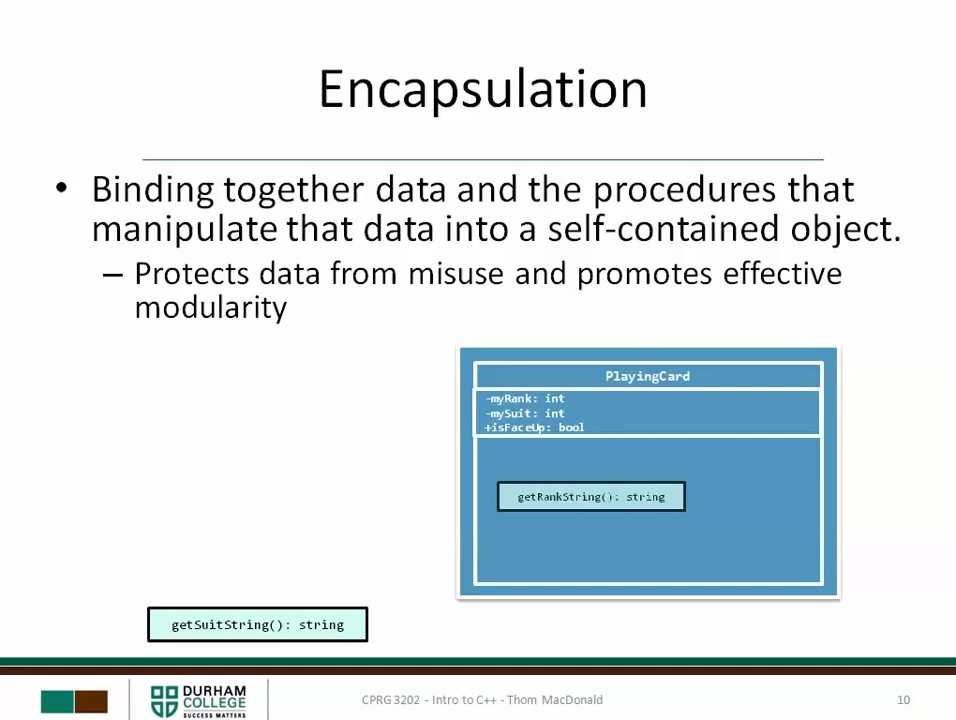 Encapsulation
• Binding together data and the procedures that
manipulate that data into a self-contained object.
– Protects data from misuse and promotes effective
modularity
PlayingCard
-myRank: int
-mySuit: int
+isFaceUp: bool
getRankString(): string
getSuitString(): string
DURHAM
COLLEGE
SUCCESS MATTERS
CPRG 3202 - Intro to C++ - Thom MacDonald
10